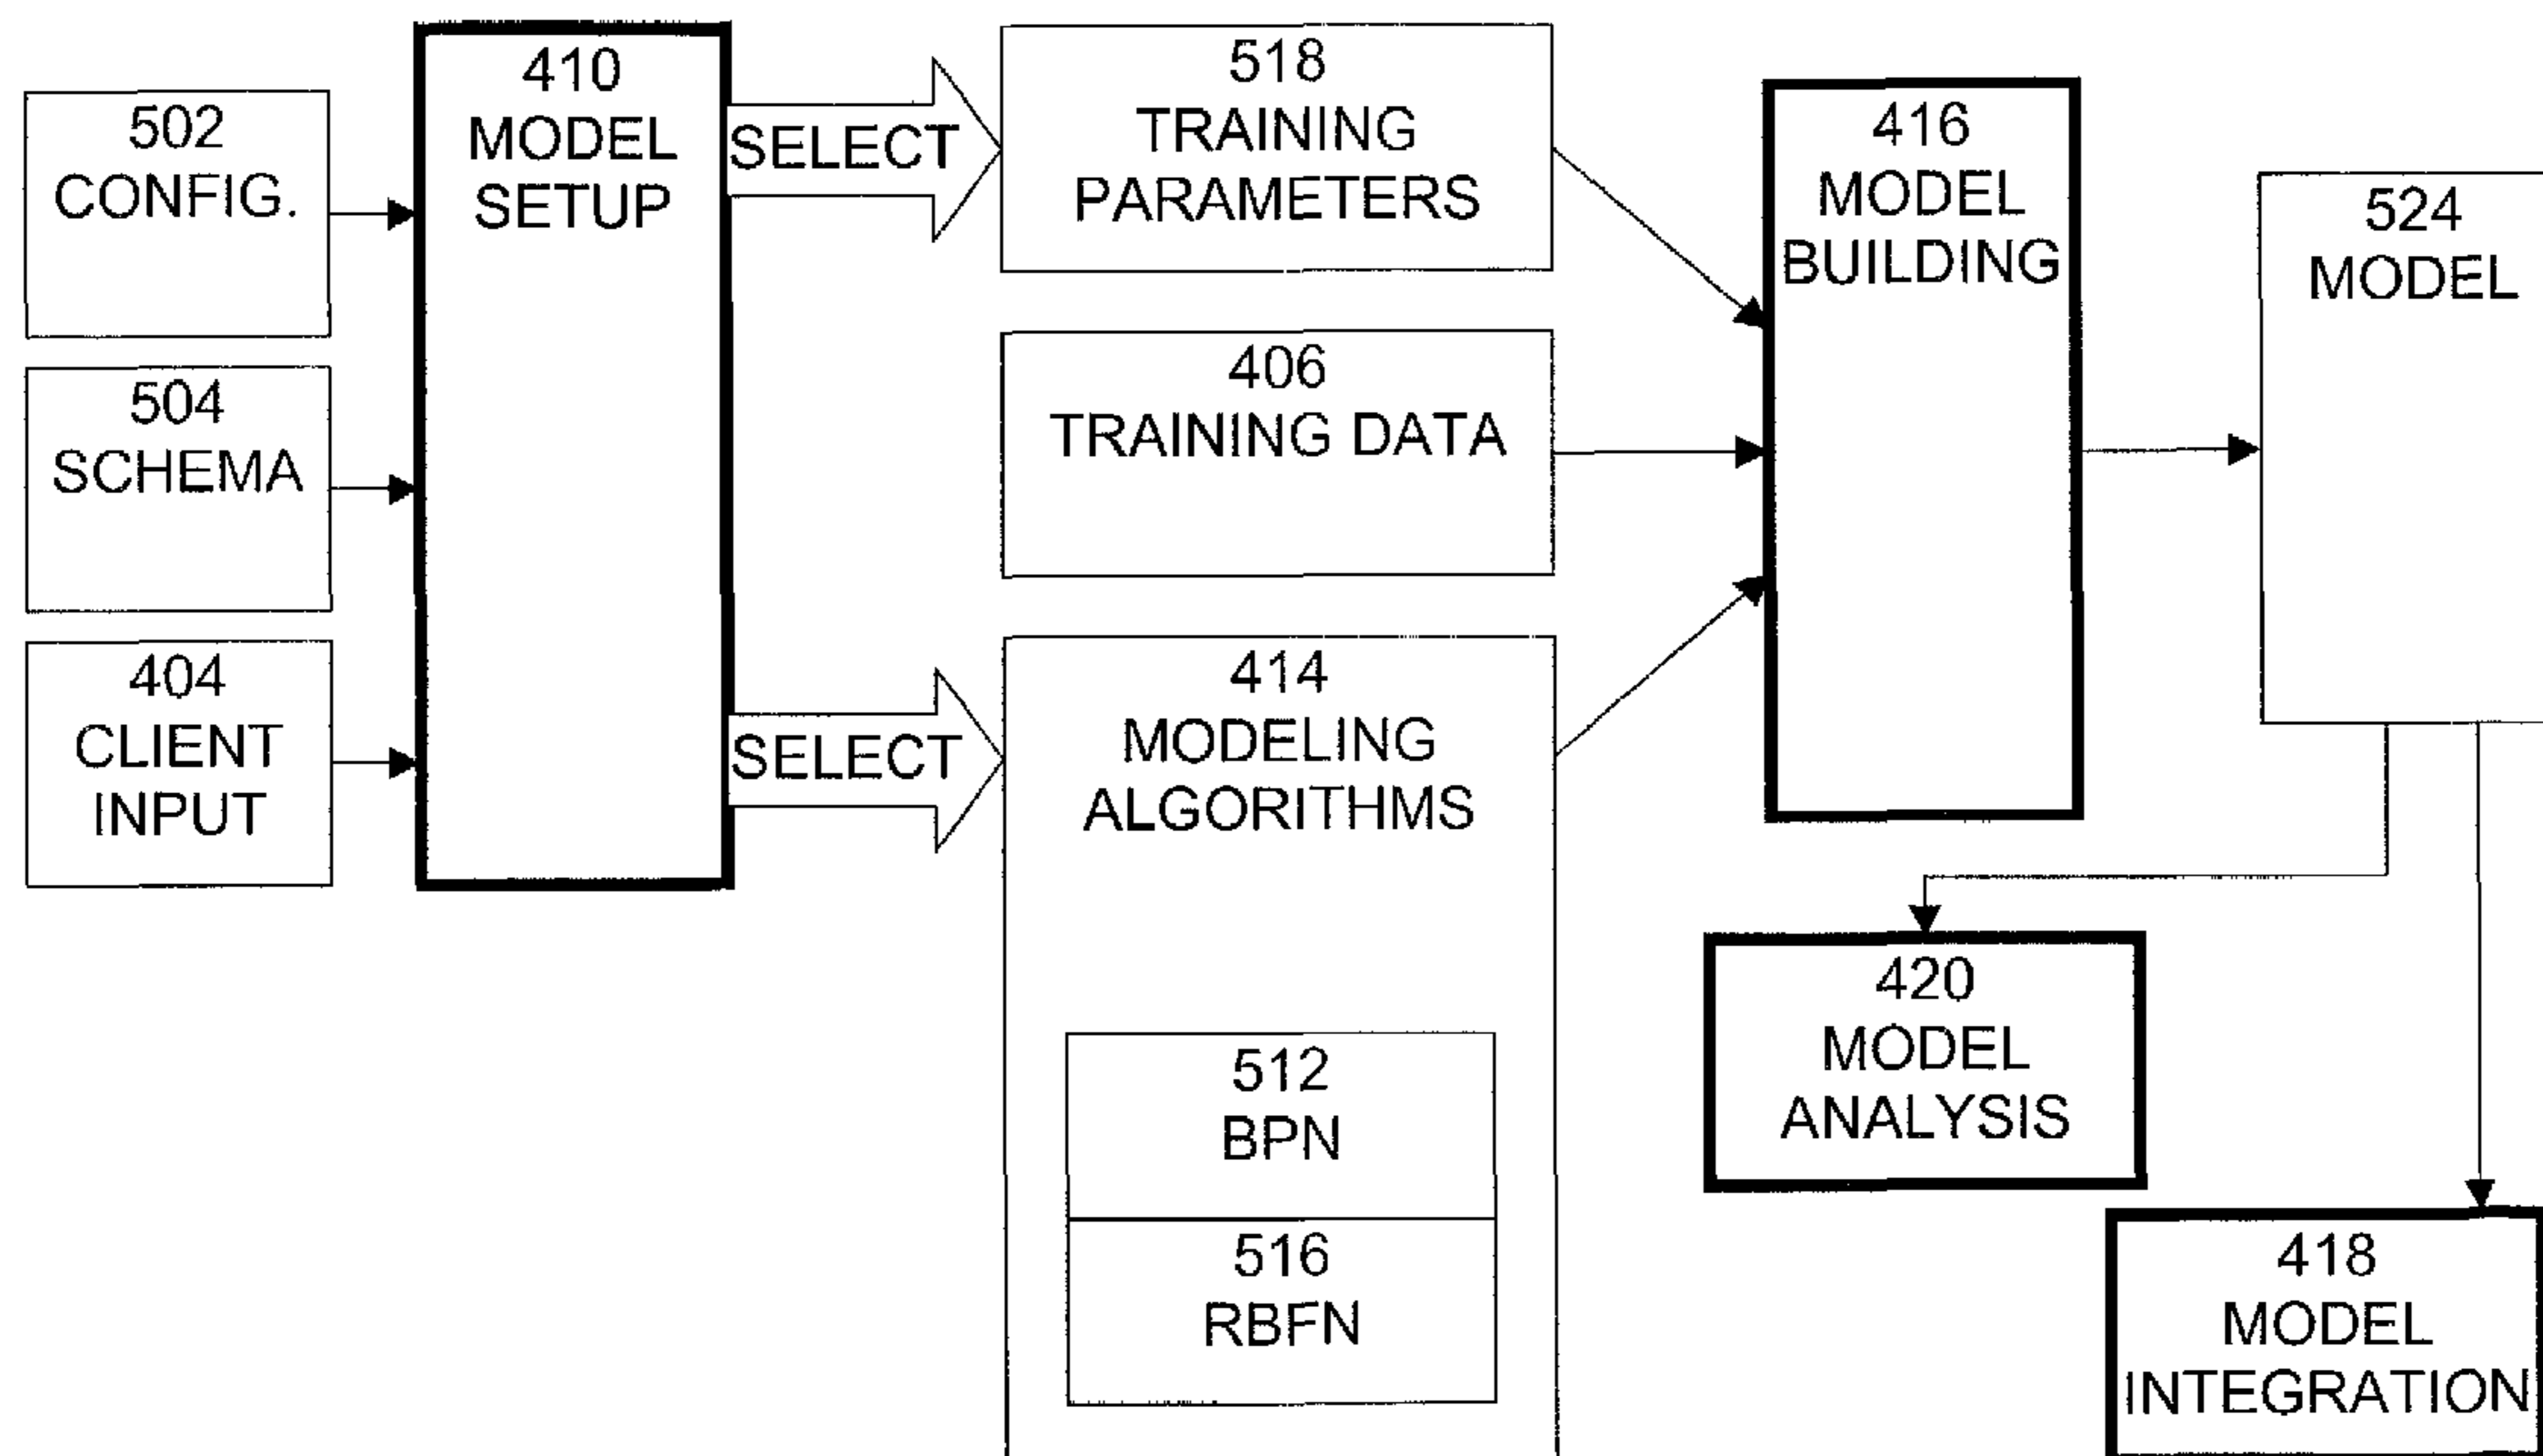 502
CONFIG.
504
SCHEMA
404
CLIENT
INPUT
410
MODEL
SETUP
SELECT
SELECT
518
TRAINING
PARAMETERS
406
TRAINING DATA
414
MODELING
ALGORITHMS
512
BPN
516
RBFN
416
MODEL
BUILDING
524
MODEL
420
MODEL
ANALYSIS
418
MODEL
INTEGRATION